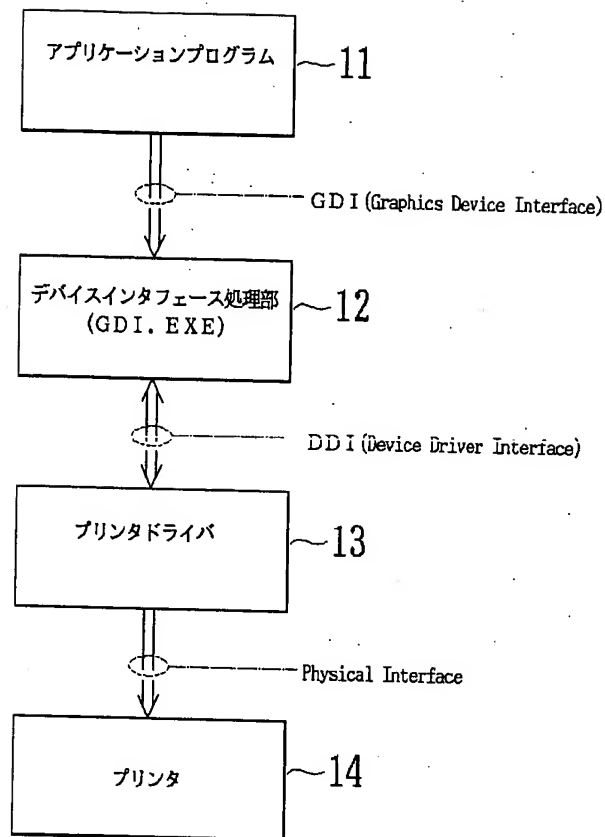 アプリケーションプログラム
11
GDI(Graphics Device Interface)
デバイスインタフェース処理部
(GDI.EXE)
12
DDI(Device Driver Interface)
プリンタドライバ
13
Physical Interface
プリンタ
14